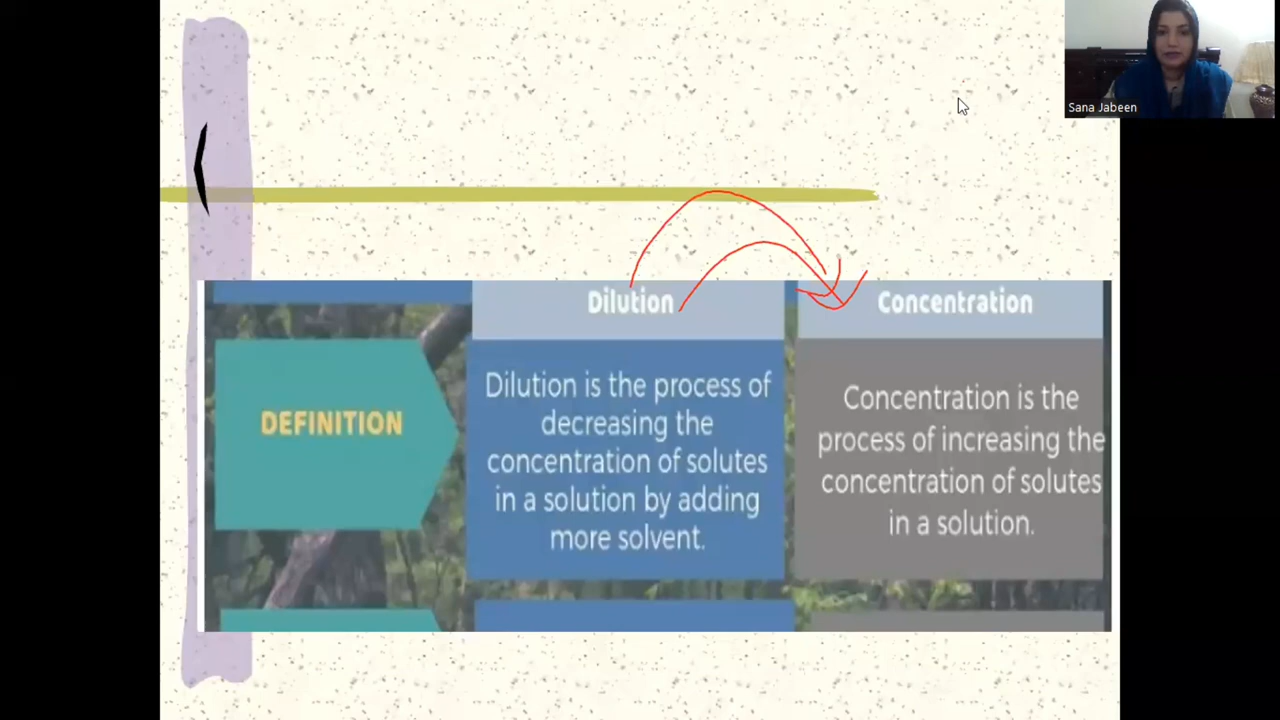 Sana Jabeen
Dilution
Concentration
DEFINITION
Dilution is the process of
decreasing the
concentration of solutes
in a solution by adding
more solvent.
Concentration is the
process of increasing the
concentration of solutes
in a solution.